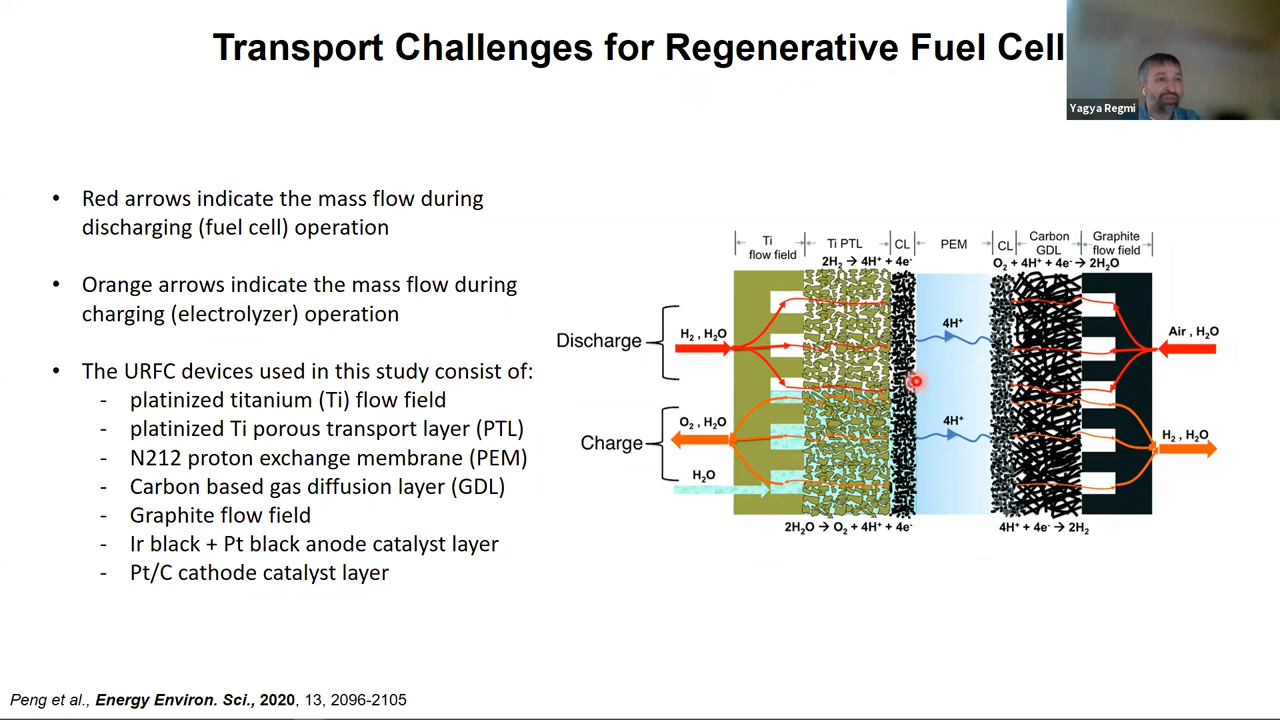 Transport Challenges for Regenerative Fuel Cell
Yagya Regmi
• Red arrows indicate the mass flow during
discharging (fuel cell) operation
• Orange arrows indicate the mass flow during
charging (electrolyzer) operation
• The URFC devices used in this study consist of:
- platinized titanium (Ti) flow field
- platinized Ti porous transport layer (PTL)
- N212 proton exchange membrane (PEM)
- Carbon based gas diffusion layer (GDL)
- Graphite flow field
- Ir black + Pt black anode catalyst layer
- Pt/C cathode catalyst layer
Ti
flow field
Ti PTL
CL
PEM
CL
Carbon
GDL
Graphite
flow field
2H₂ → 4H⁺ + 4e⁻
O₂ + 4H⁺ + 4e⁻ → 2H₂O
Discharge
H₂ , H₂O
4H⁺
Air , H₂O
Charge
O₂ , H₂O
4H⁺
H₂ , H₂O
H₂O
2H₂O → O₂ + 4H⁺ + 4e⁻
4H⁺ + 4e⁻ → 2H₂
Peng et al., Energy Environ. Sci., 2020, 13, 2096-2105